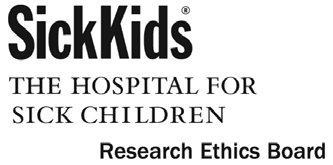 SickKids®
THE HOSPITAL FOR
SICK CHILDREN
Research Ethics Board